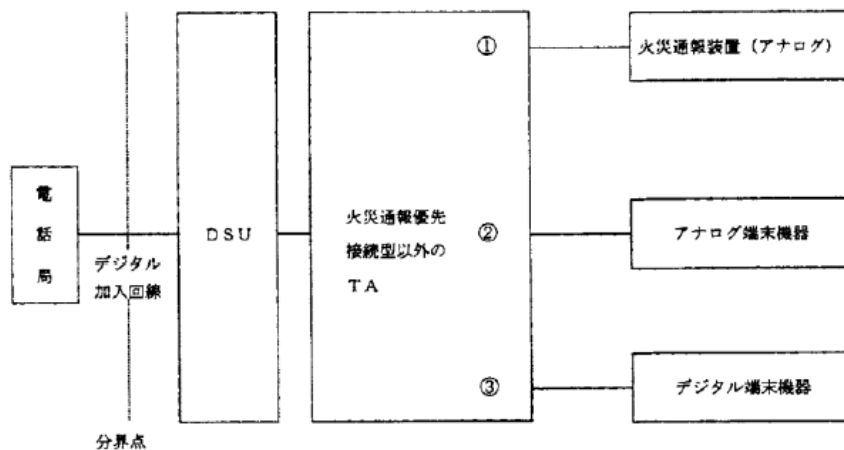 電話局
デジタル
加入回線
分界点
DSU
火災通報優先
接続型以外の
TA
①
②
③
火災通報装置（アナログ）
アナログ端末機器
デジタル端末機器